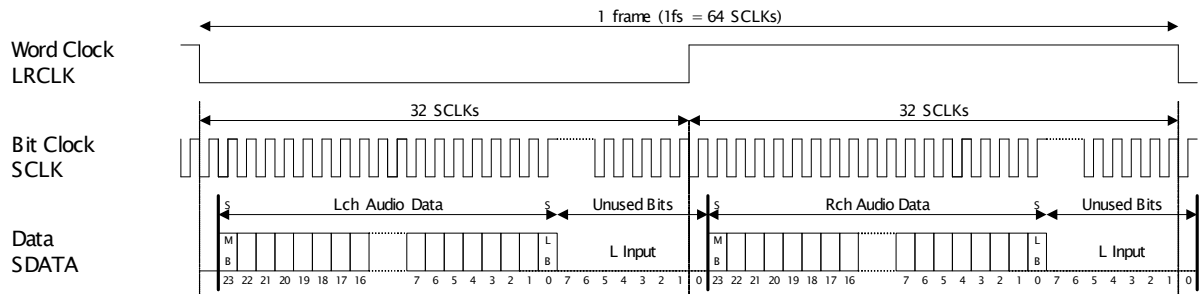 1 frame (1fs = 64 SCLKs)
Word Clock
LRCLK
32 SCLKs 32 SCLKs
Bit Clock
SCLK
S Lch Audio Data S Unused Bits S Rch Audio Data S Unused Bits
Data
SDATA
M B L B L Input M B L B L Input
23 22 21 20 19 18 17 16 7 6 5 4 3 2 1 0 7 6 5 4 3 2 1 0 23 22 21 20 19 18 17 16 7 6 5 4 3 2 1 0 7 6 5 4 3 2 1 0